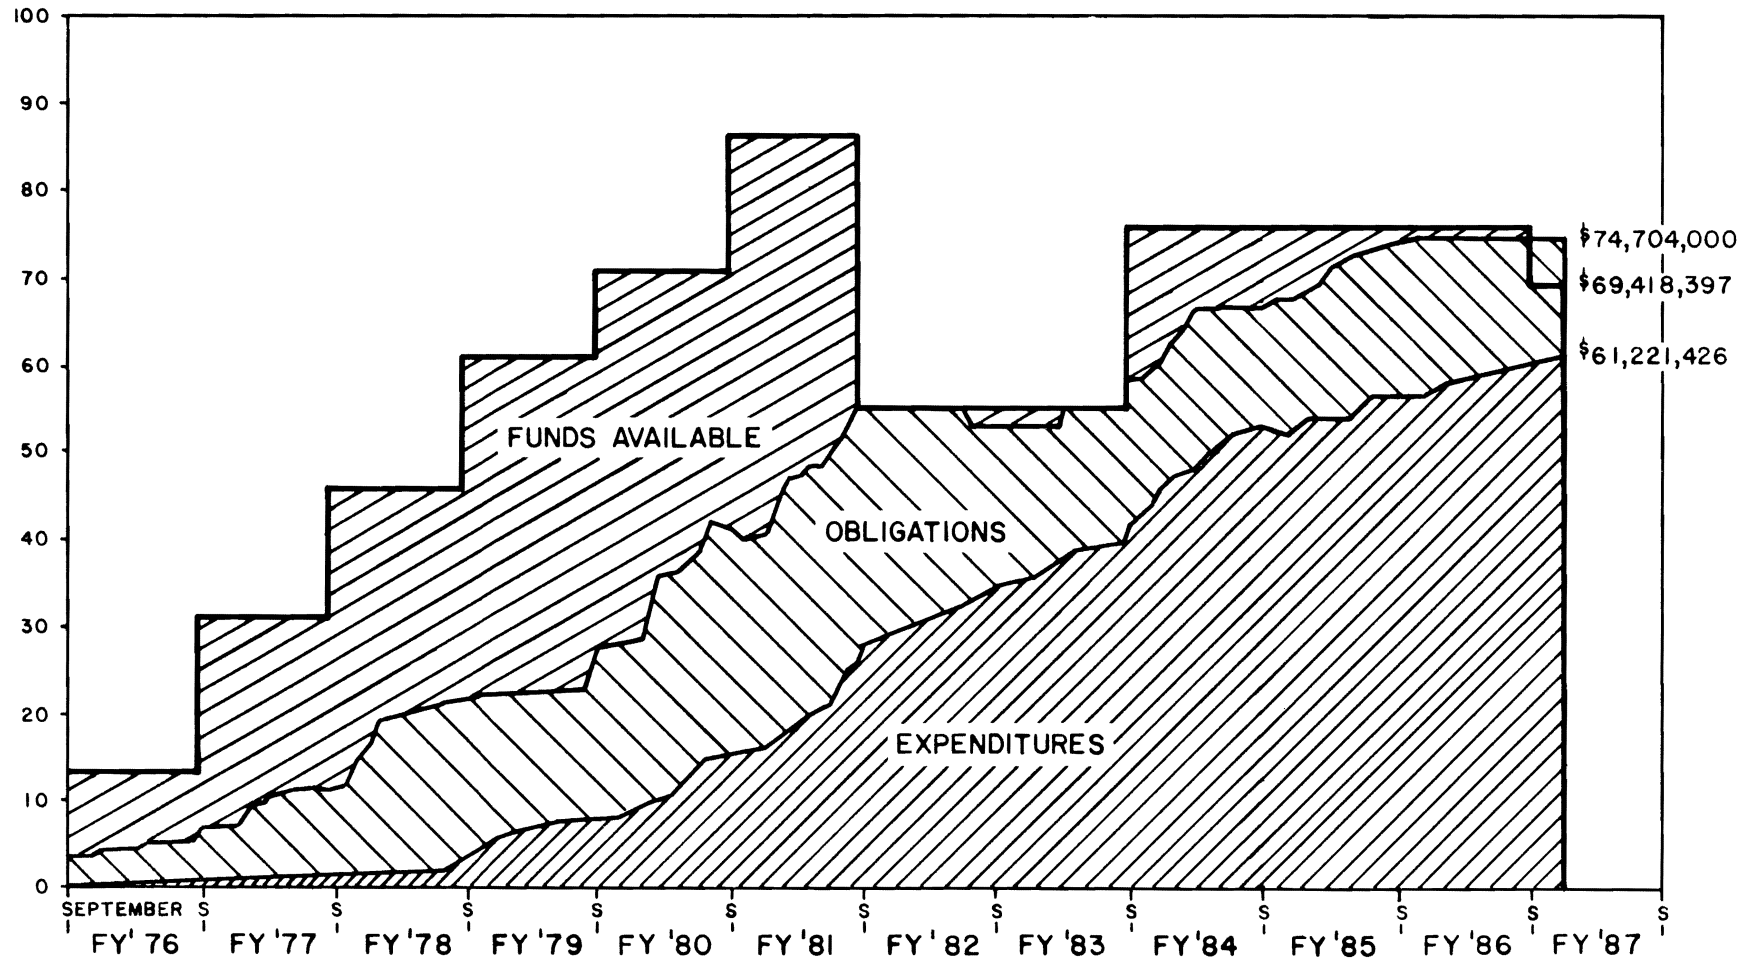 100
90
80
$74,704,000
70
$69,418,397
60
$61,221,426
50
FUNDS AVAILABLE
40
OBLIGATIONS
30
20
EXPENDITURES
10
0
SEPTEMBER S S S S S S S S S S S S
FY '76 FY '77 FY '78 FY '79 FY '80 FY '81 FY '82 FY '83 FY '84 FY '85 FY '86 FY '87